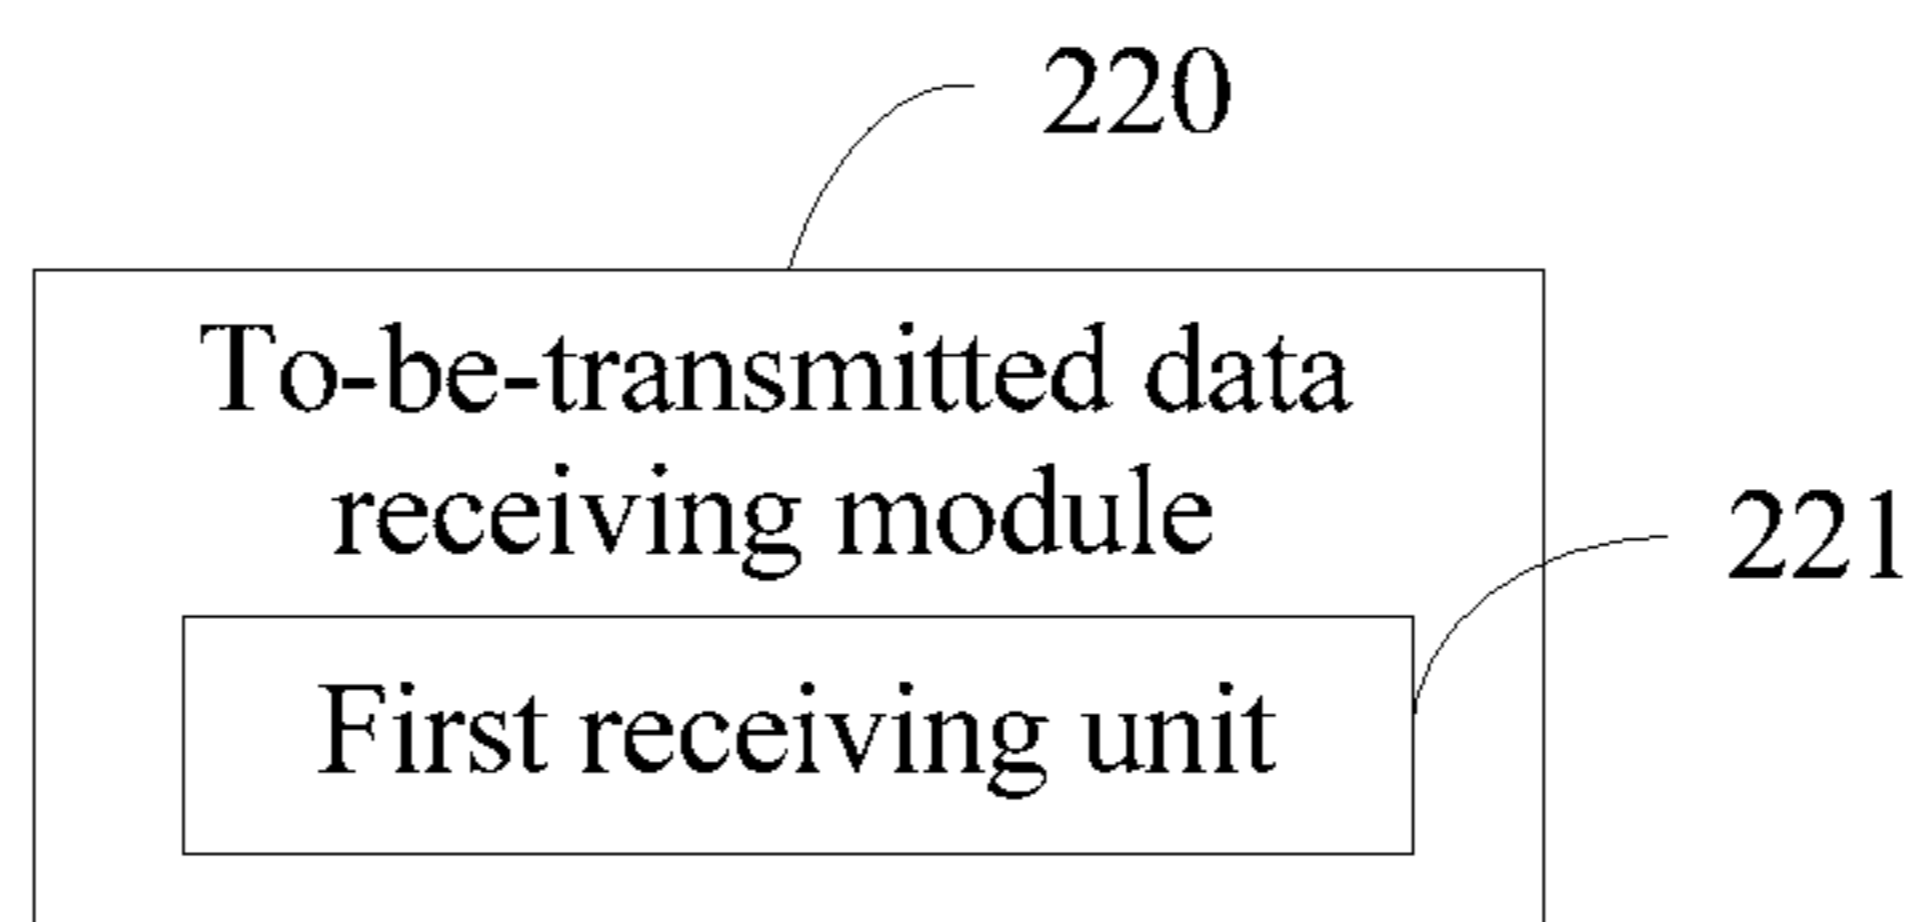 220
To-be-transmitted data
receiving module
221
First receiving unit